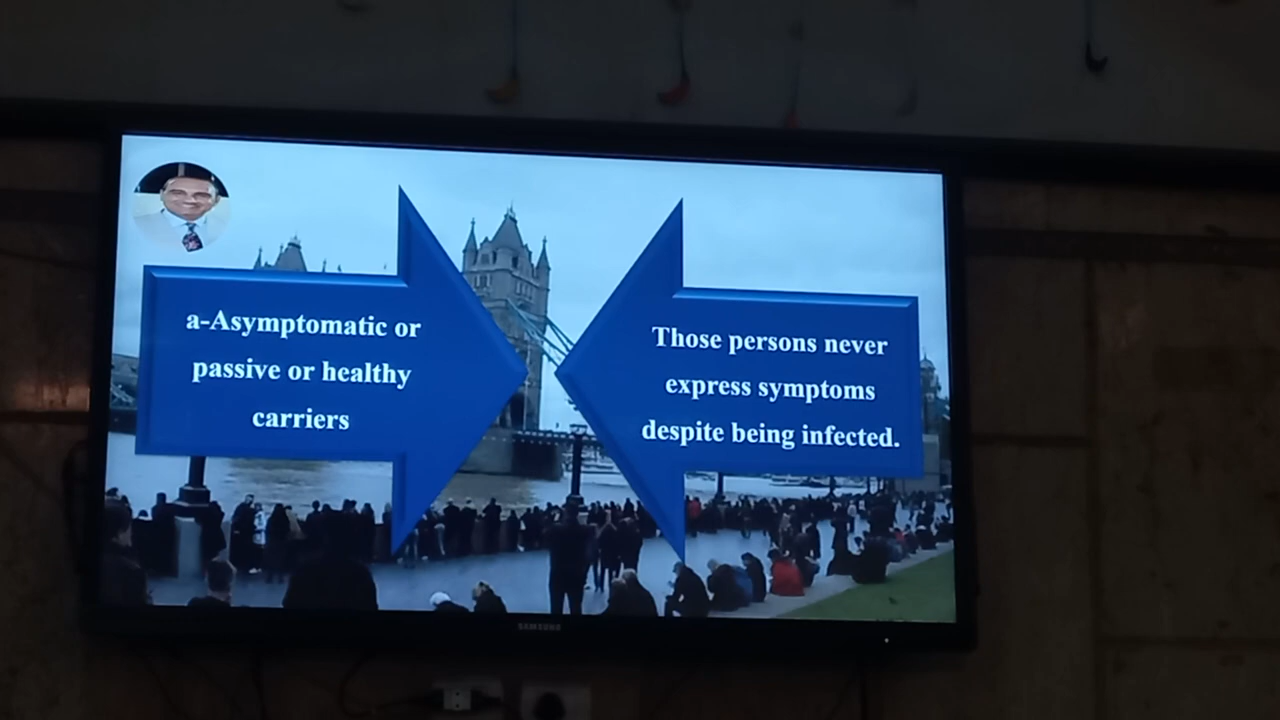 a-Asymptomatic or
passive or healthy
carriers
Those persons never
express symptoms
despite being infected.
SAMSUNG